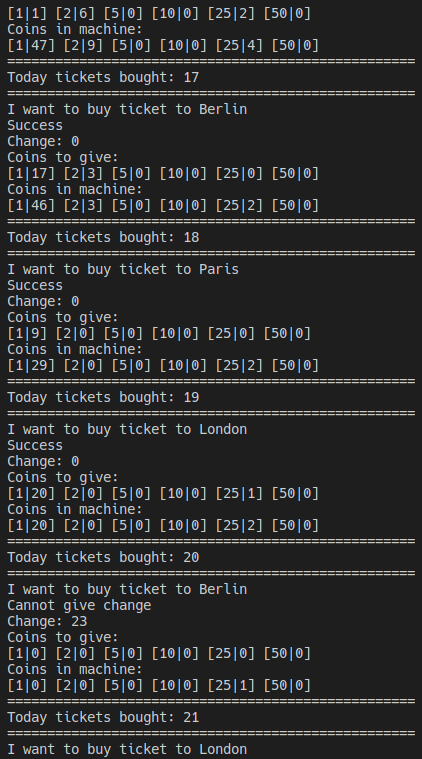 [1|1] [2|6] [5|0] [10|0] [25|2] [50|0]
Coins in machine:
[1|47] [2|9] [5|0] [10|0] [25|4] [50|0]
===================================================
Today tickets bought: 17
===================================================
I want to buy ticket to Berlin
Success
Change: 0
Coins to give:
[1|17] [2|3] [5|0] [10|0] [25|0] [50|0]
Coins in machine:
[1|46] [2|3] [5|0] [10|0] [25|2] [50|0]
===================================================
Today tickets bought: 18
===================================================
I want to buy ticket to Paris
Success
Change: 0
Coins to give:
[1|9] [2|0] [5|0] [10|0] [25|0] [50|0]
Coins in machine:
[1|29] [2|0] [5|0] [10|0] [25|2] [50|0]
===================================================
Today tickets bought: 19
===================================================
I want to buy ticket to London
Success
Change: 0
Coins to give:
[1|20] [2|0] [5|0] [10|0] [25|1] [50|0]
Coins in machine:
[1|20] [2|0] [5|0] [10|0] [25|2] [50|0]
===================================================
Today tickets bought: 20
===================================================
I want to buy ticket to Berlin
Cannot give change
Change: 23
Coins to give:
[1|0] [2|0] [5|0] [10|0] [25|0] [50|0]
Coins in machine:
[1|0] [2|0] [5|0] [10|0] [25|1] [50|0]
===================================================
Today tickets bought: 21
===================================================
I want to buy ticket to London